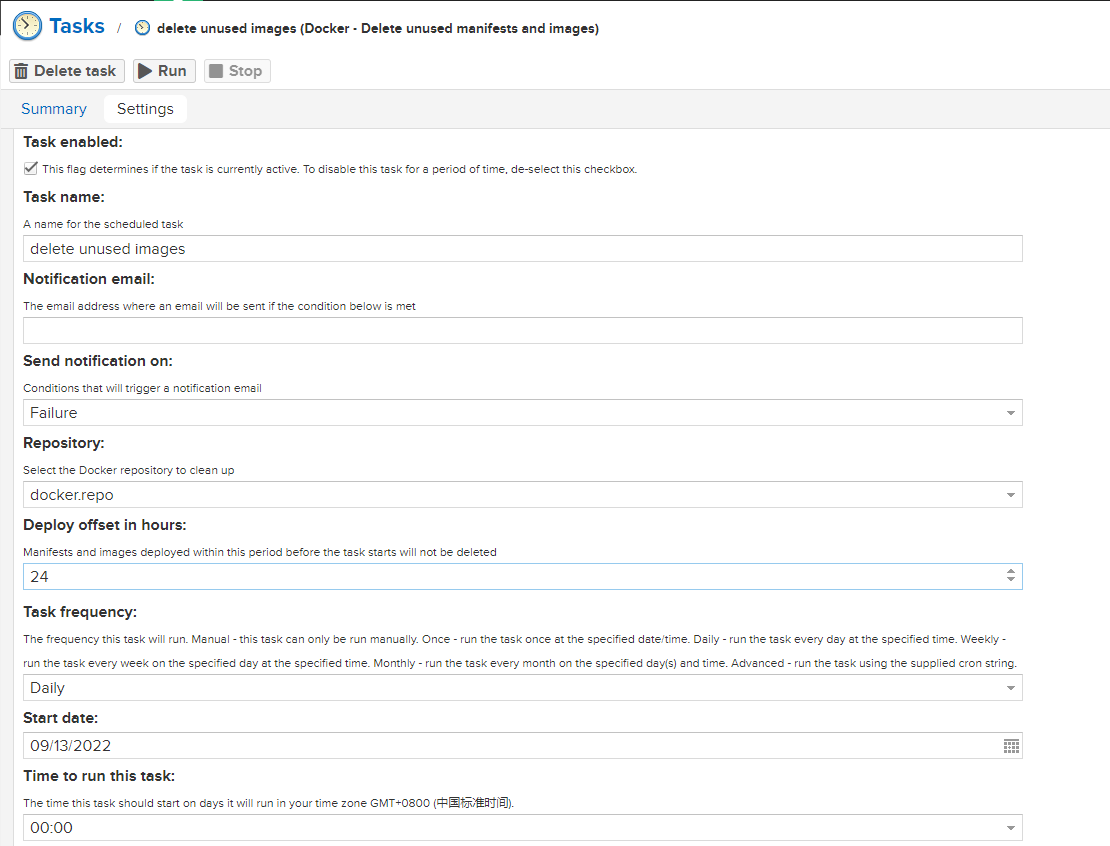 Tasks / delete unused images (Docker - Delete unused manifests and images)
Delete task Run Stop
Summary Settings
Task enabled:
This flag determines if the task is currently active. To disable this task for a period of time, de-select this checkbox.
Task name:
A name for the scheduled task
delete unused images
Notification email:
The email address where an email will be sent if the condition below is met
Send notification on:
Conditions that will trigger a notification email
Failure
Repository:
Select the Docker repository to clean up
docker.repo
Deploy offset in hours:
Manifests and images deployed within this period before the task starts will not be deleted
24
Task frequency:
The frequency this task will run. Manual - this task can only be run manually. Once - run the task once at the specified date/time. Daily - run the task every day at the specified time. Weekly -
run the task every week on the specified day at the specified time. Monthly - run the task every month on the specified day(s) and time. Advanced - run the task using the supplied cron string.
Daily
Start date:
09/13/2022
Time to run this task:
The time this task should start on days it will run in your time zone GMT+0800 (中国标准时间).
00:00